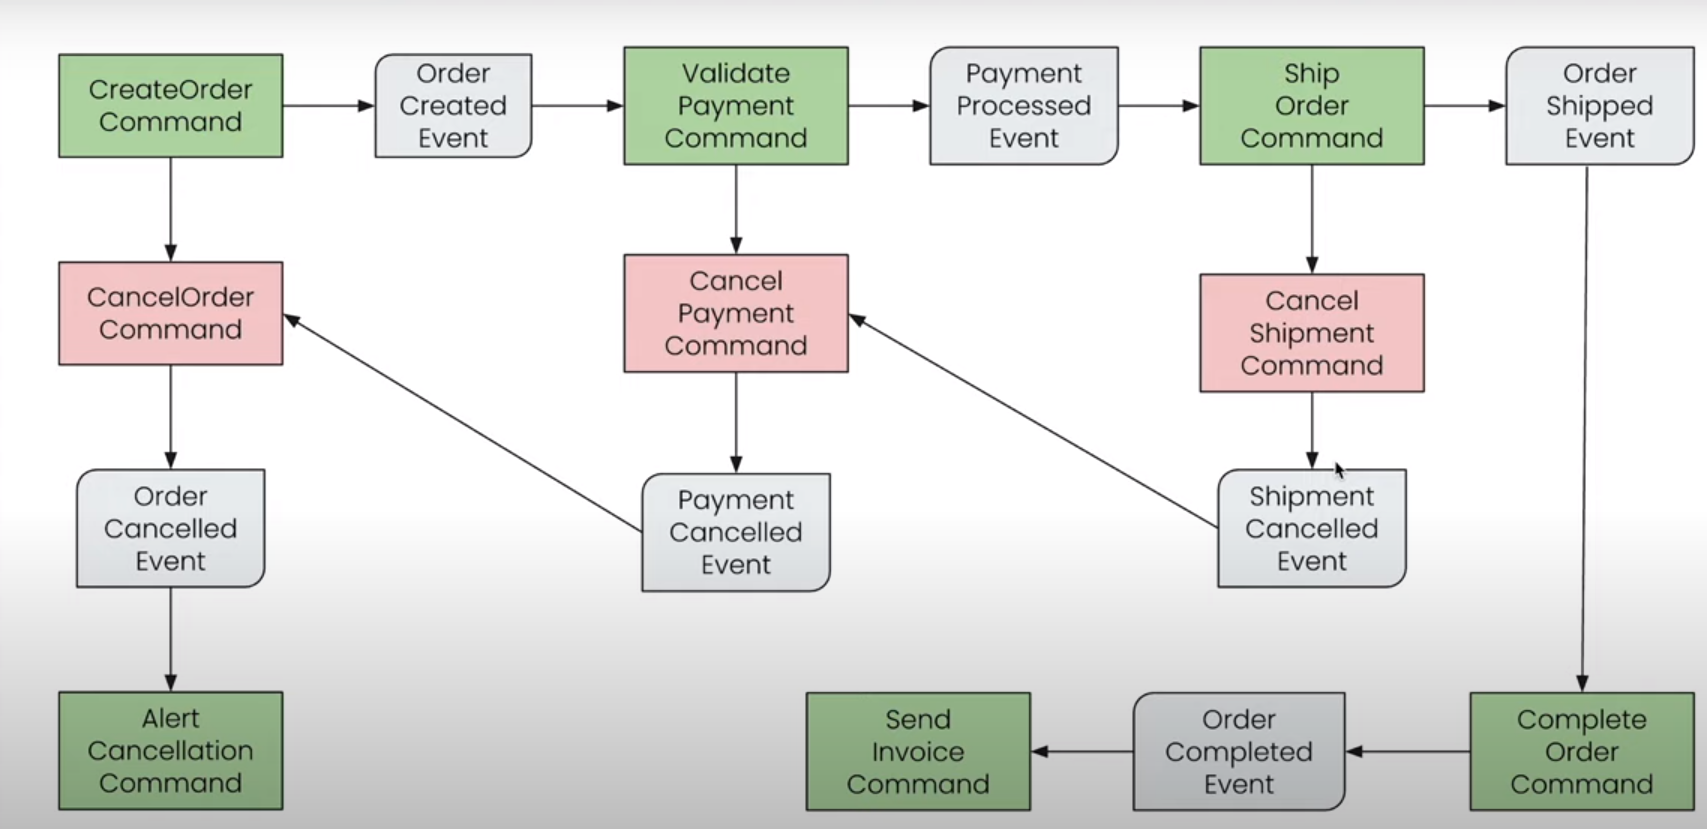 CreateOrder
Command
Order
Created
Event
Validate
Payment
Command
Payment
Processed
Event
Ship
Order
Command
Order
Shipped
Event
CancelOrder
Command
Cancel
Payment
Command
Cancel
Shipment
Command
Order
Cancelled
Event
Payment
Cancelled
Event
Shipment
Cancelled
Event
Alert
Cancellation
Command
Send
Invoice
Command
Order
Completed
Event
Complete
Order
Command